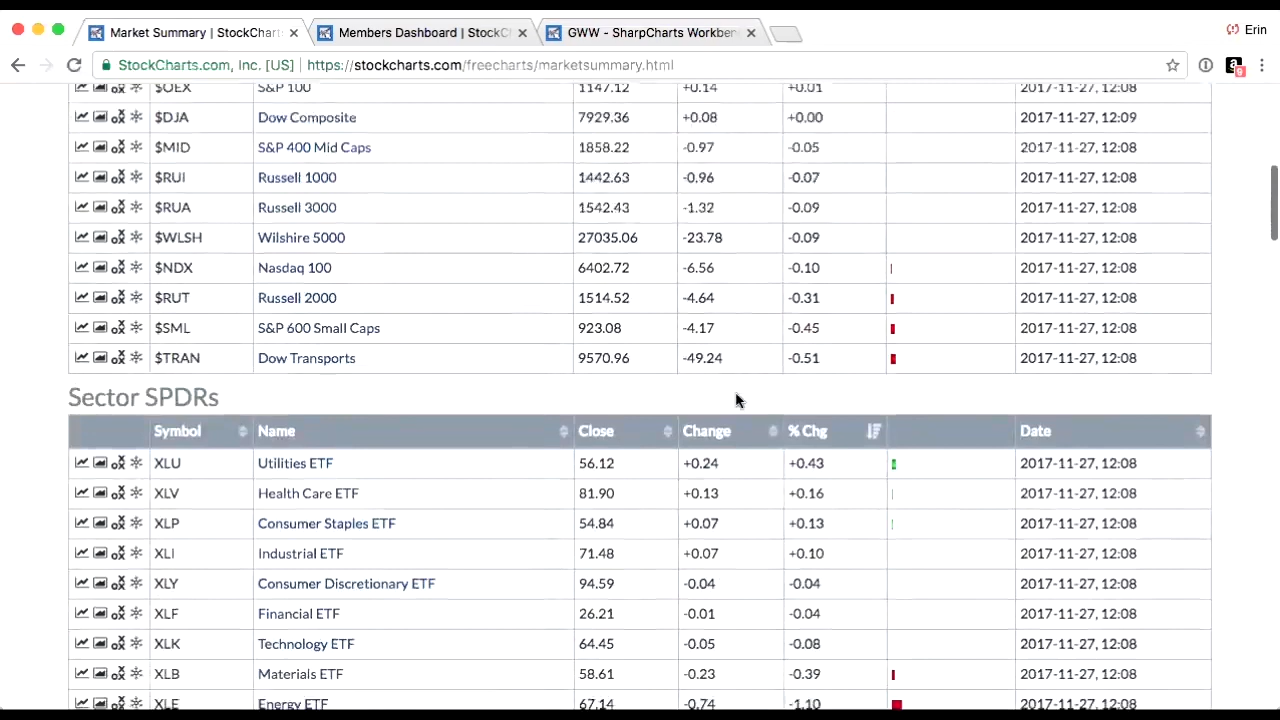 Market Summary | StockChart
Members Dashboard | StockC
GWW - SharpCharts Workben
Erin
StockCharts.com, Inc. [US] | https://stockcharts.com/freecharts/marketsummary.html
9
$OEX S&P 100 1147.12 +0.14 +0.01 2017-11-27, 12:08
$DJA Dow Composite 7929.36 +0.08 +0.00 2017-11-27, 12:09
$MID S&P 400 Mid Caps 1858.22 -0.97 -0.05 2017-11-27, 12:08
$RUI Russell 1000 1442.63 -0.96 -0.07 2017-11-27, 12:08
$RUA Russell 3000 1542.43 -1.32 -0.09 2017-11-27, 12:08
$WLSH Wilshire 5000 27035.06 -23.78 -0.09 2017-11-27, 12:08
$NDX Nasdaq 100 6402.72 -6.56 -0.10 2017-11-27, 12:08
$RUT Russell 2000 1514.52 -4.64 -0.31 2017-11-27, 12:08
$SML S&P 600 Small Caps 923.08 -4.17 -0.45 2017-11-27, 12:08
$TRAN Dow Transports 9570.96 -49.24 -0.51 2017-11-27, 12:08
Sector SPDRs
Symbol Name Close Change % Chg Date
XLU Utilities ETF 56.12 +0.24 +0.43 2017-11-27, 12:08
XLV Health Care ETF 81.90 +0.13 +0.16 2017-11-27, 12:08
XLP Consumer Staples ETF 54.84 +0.07 +0.13 2017-11-27, 12:08
XLI Industrial ETF 71.48 +0.07 +0.10 2017-11-27, 12:08
XLY Consumer Discretionary ETF 94.59 -0.04 -0.04 2017-11-27, 12:08
XLF Financial ETF 26.21 -0.01 -0.04 2017-11-27, 12:08
XLK Technology ETF 64.45 -0.05 -0.08 2017-11-27, 12:08
XLB Materials ETF 58.61 -0.23 -0.39 2017-11-27, 12:08
XLE Energy ETF 67.14 -0.74 -1.10 2017-11-27, 12:08